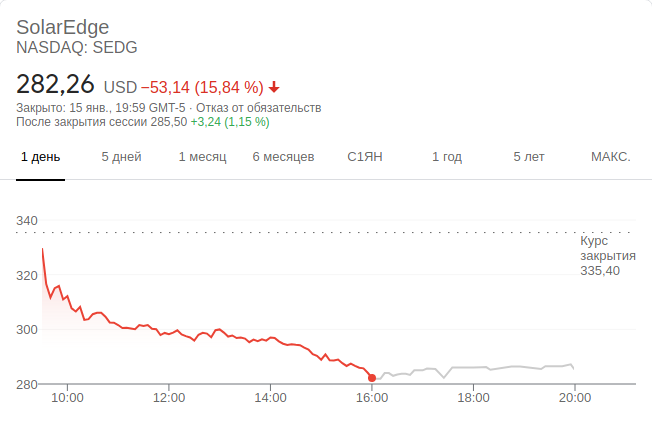 SolarEdge
NASDAQ: SEDG
282,26 USD −53,14 (15,84 %)
Закрыто: 15 янв., 19:59 GMT-5 · Отказ от обязательств
После закрытия сессии 285,50 +3,24 (1,15 %)
1 день 5 дней 1 месяц 6 месяцев С1ЯН 1 год 5 лет МАКС.
340
Курс
закрытия
335,40
320
300
280
10:00 12:00 14:00 16:00 18:00 20:00